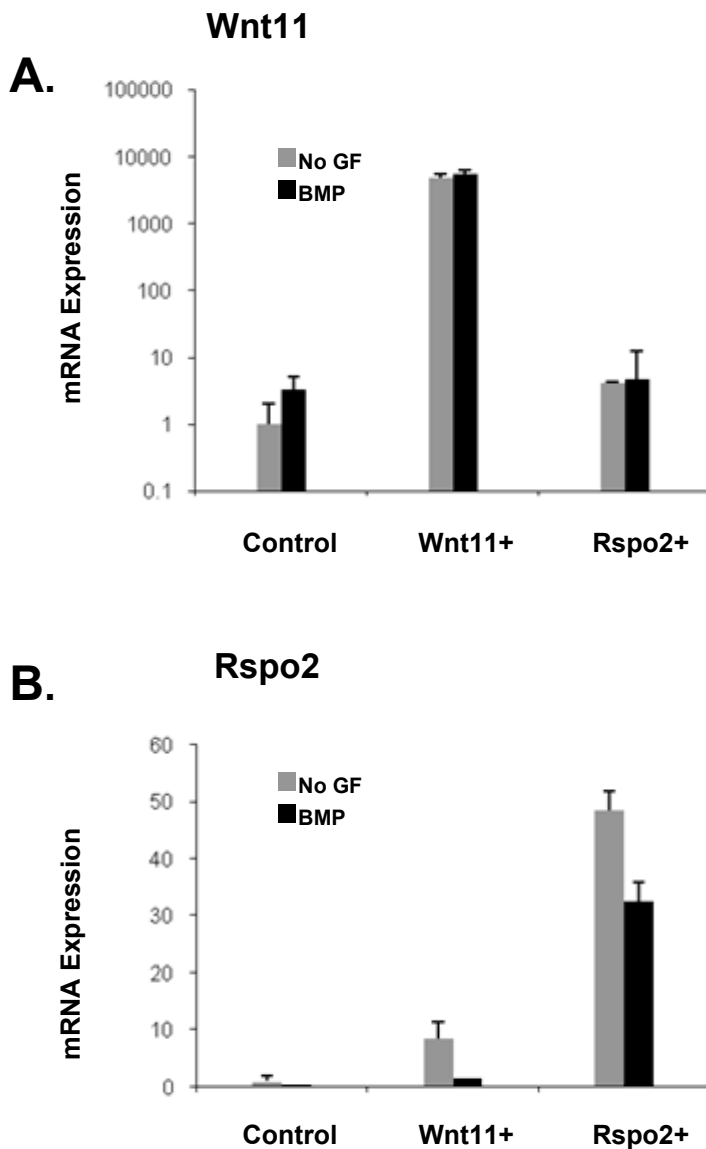 Wnt11
A.
mRNA Expression
100000
10000
1000
100
10
1
0.1
No GF
BMP
Control Wnt11+ Rspo2+
Rspo2
B.
mRNA Expression
60
50
40
30
20
10
0
No GF
BMP
Control Wnt11+ Rspo2+